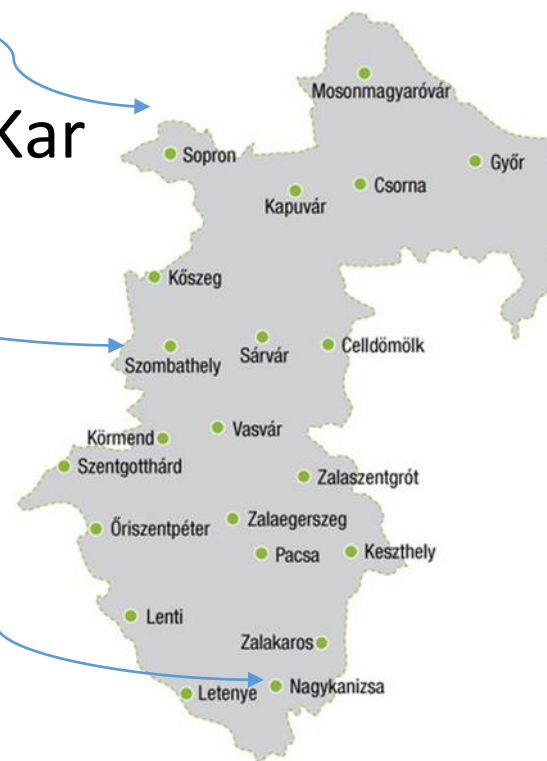 Kar
Mosonmagyaróvár
Sopron
Győr
Csorna
Kapuvár
Kőszeg
Sárvár
Celldömölk
Szombathely
Vasvár
Körmend
Szentgotthárd
Zalaszentgrót
Zalaegerszeg
Őriszentpéter
Pacsa
Keszthely
Lenti
Zalakaros
Nagykanizsa
Letenye